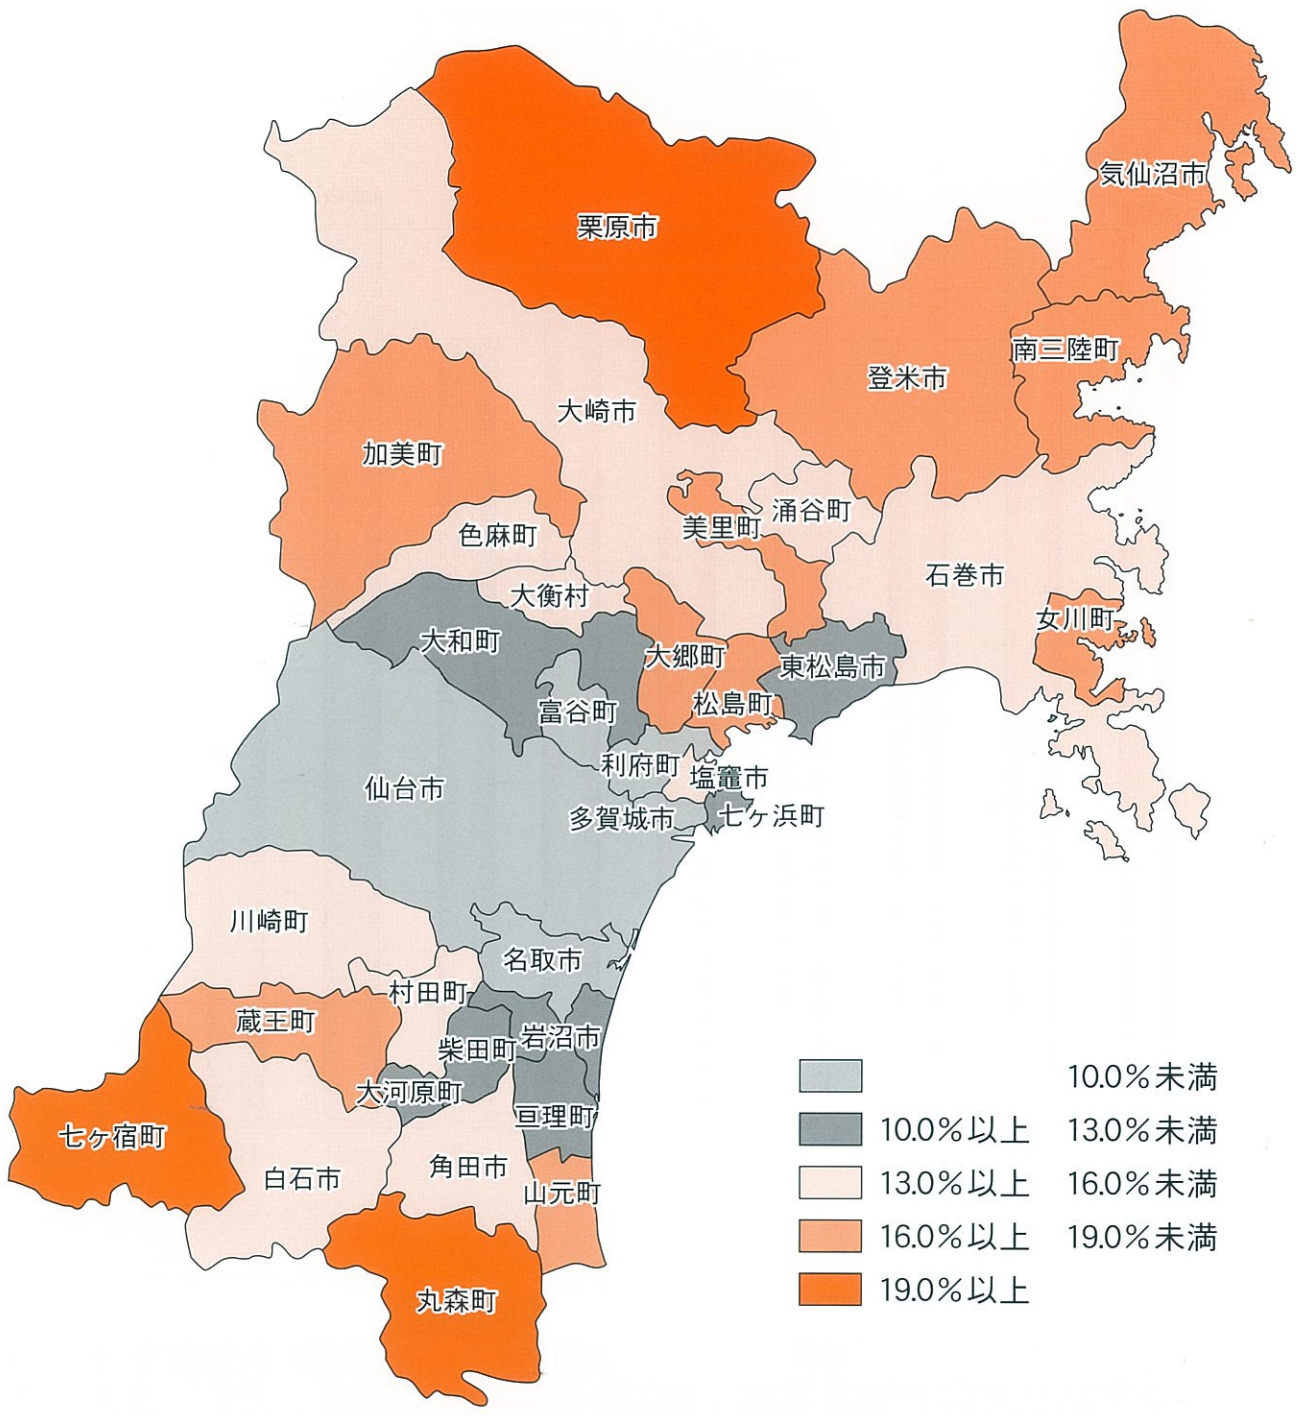 気仙沼市
栗原市
南三陸町
登米市
大崎市
加美町
涌谷町
美里町
色麻町
石巻市
大衡村
女川町
大和町
大郷町
東松島市
松島町
富谷町
利府町
塩竈市
仙台市
多賀城市
七ヶ浜町
川崎町
名取市
村田町
蔵王町
岩沼市
柴田町
大河原町
亘理町
七ヶ宿町
角田市
白石市
山元町
丸森町
10.0%未満
10.0%以上 13.0%未満
13.0%以上 16.0%未満
16.0%以上 19.0%未満
19.0%以上